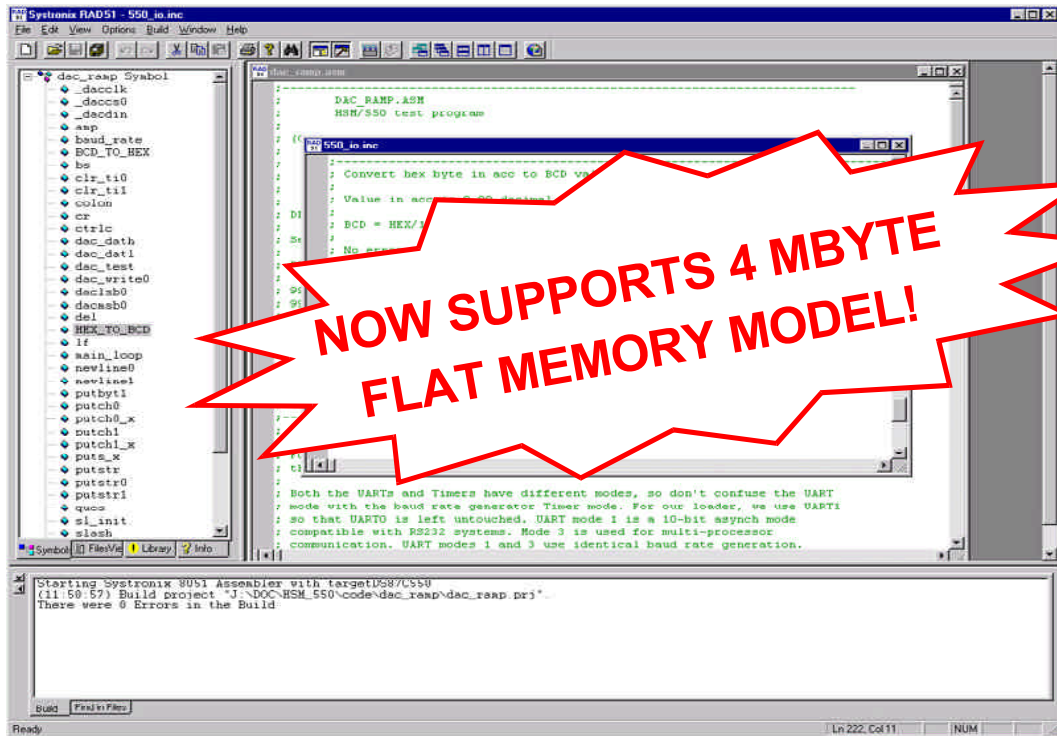 Systronix RAD51 - 550_io.inc
File Edit View Options Build Window Help
dac_ramp Symbol
_dacclk
_daccs0
_dacdin
amp
baud_rate
BCD_TO_HEX
bs
clr_ti0
clr_ti1
colon
cr
ctrlc
dac_dath
dac_datl
dac_test
dac_write0
daclsb0
dacmsb0
del
HEX_TO_BCD
lf
main_loop
newline0
newline1
putbyt1
putch0
putch0_x
putch1
putch1_x
puts_x
putstr
putstr0
putstr1
quos
sl_init
slash
Symbols FilesVie Library Info
dac_ramp.asm
;
; DAC_RAMP.ASM
; HSM/550 test program
;
550_io.inc
;
; Convert hex byte in acc to BCD
;
; Value in acc
;
; BCD = HEX/1
;
; No error
NOW SUPPORTS 4 MBYTE
FLAT MEMORY MODEL!
; Both the UARTs and Timers have different modes, so don't confuse the UART
; mode with the baud rate generator Timer mode. For our loader, we use UART1
; so that UART0 is left untouched. UART mode 1 is a 10-bit asynch mode
; compatible with RS232 systems. Mode 3 is used for multi-processor
; communication. UART modes 1 and 3 use identical baud rate generation.
Starting Systronix 8051 Assembler with targetDS87C550
(11:50:57) Build project "J:\DOC\HSM_550\code\dac_ramp\dac_ramp.prj".
There were 0 Errors in the Build
Build Find in Files
Ready Ln 222, Col 11 NUM